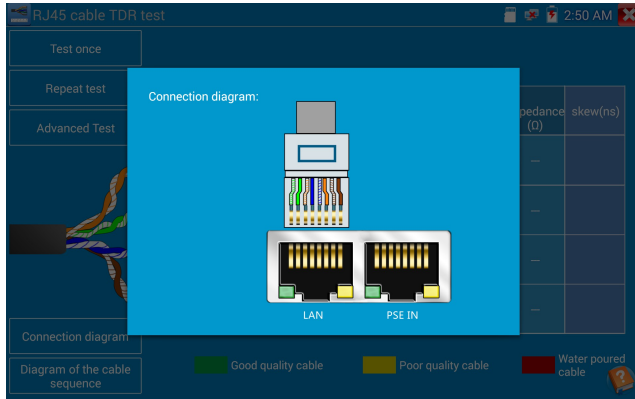 RJ45 cable TDR test
2:50 AM
Test once
Repeat test
Advanced Test
Connection diagram:
pedance skew(ns)
(Ω)
---
---
---
---
LAN PSE IN
Connection diagram
Diagram of the cable
sequence
Good quality cable
Poor quality cable
Water poured
cable